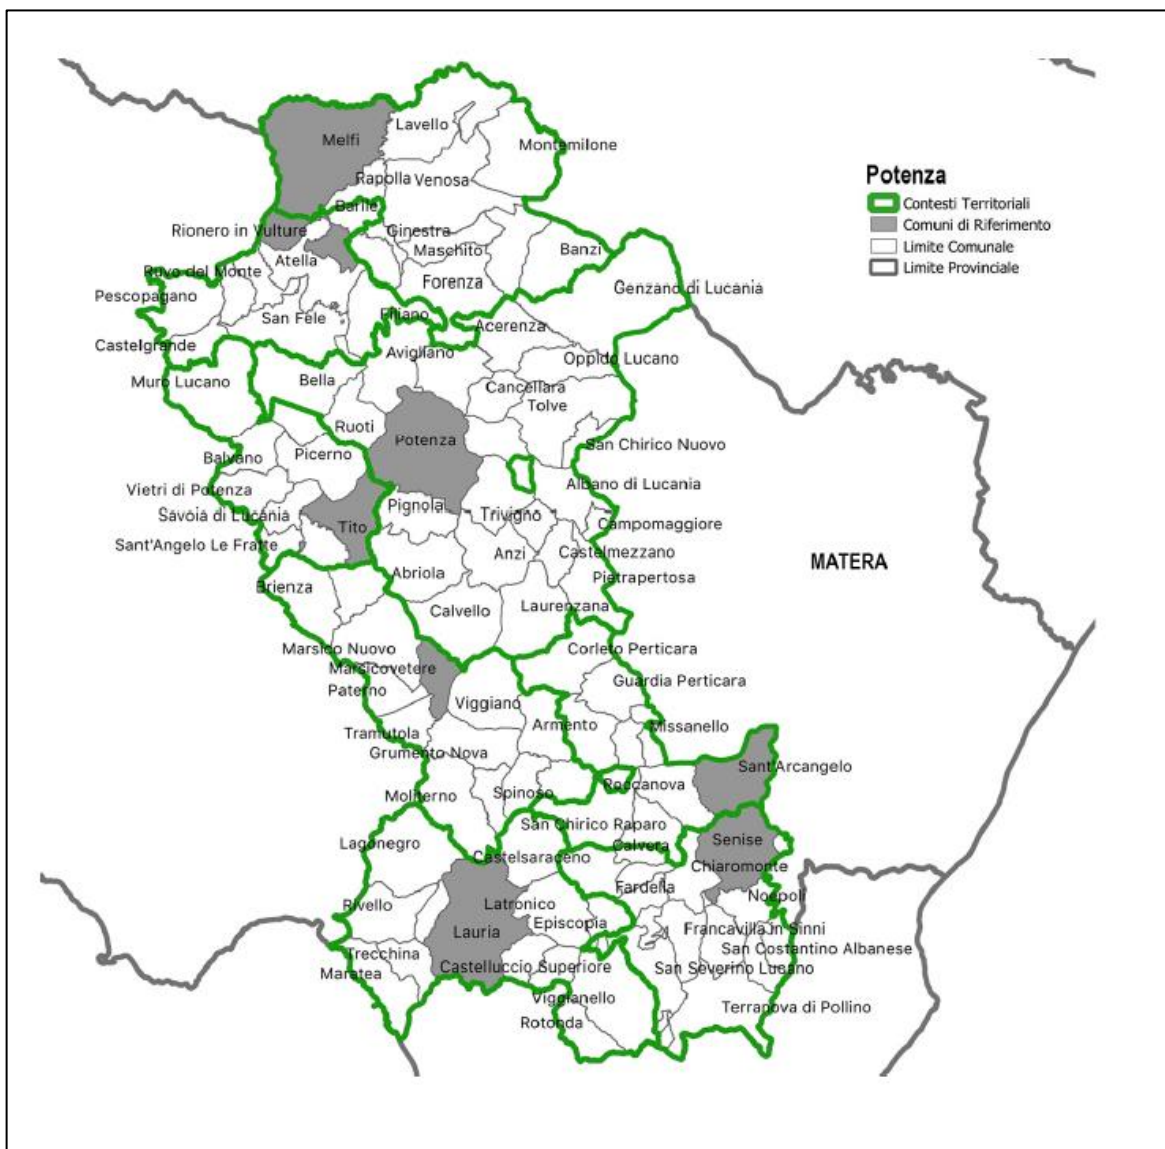 Lavello
Melfi
Montemilone
Potenza
Rapolla
Venosa
Contesti Territoriali
Barile
Comuni di Riferimento
Rionero in Vulture
Ginestra
Limite Comunale
Maschito
Banzi
Atella
Limite Provinciale
Ruvo del Monte
Forenza
Genzano di Lucania
Pescopagano
San Fele
Filiano
Acerenza
Castelgrande
Avigliano
Oppido Lucano
Muro Lucano
Bella
Cancellara
Tolve
Ruoti
Potenza
San Chirico Nuovo
Picerno
Balvano
Albano di Lucania
Vietri di Potenza
Pignola
Trivigno
Savoia di Lucania
Campomaggiore
Tito
Sant'Angelo Le Fratte
Anzi
Castelmezzano
MATERA
Abriola
Pietrapertosa
Brienza
Calvello
Laurenzana
Marsico Nuovo
Corleto Perticara
Marsicovetere
Guardia Perticara
Paterno
Viggiano
Armento
Missanello
Tramutola
Grumento Nova
Sant'Arcangelo
Roccanova
Moliterno
Spinoso
San Chirico Raparo
Senise
Lagonegro
Calvera
Castelsaraceno
Chiaromonte
Fardella
Noepoli
Rivello
Latronico
Episcopia
Lauria
Francavilla in Sinni
San Costantino Albanese
Trecchina
Castelluccio Superiore
San Severino Lucano
Maratea
Viggianello
Terranova di Pollino
Rotonda